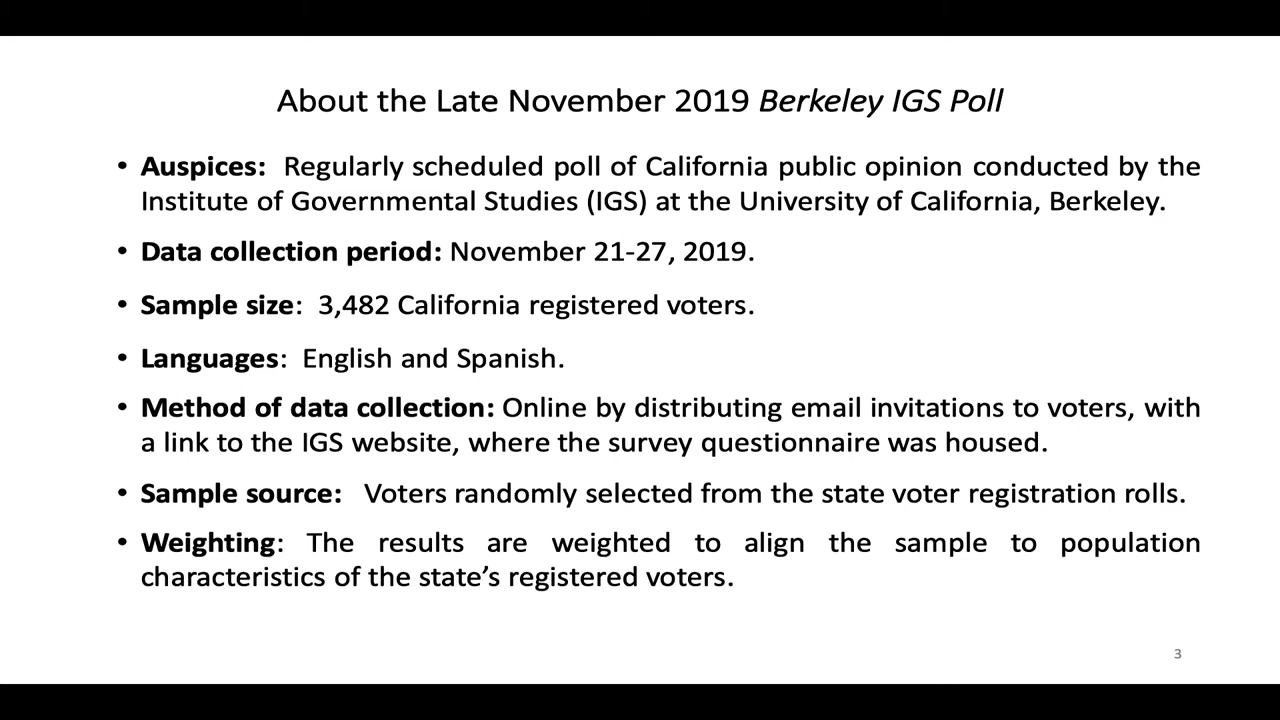 About the Late November 2019 Berkeley IGS Poll
• Auspices: Regularly scheduled poll of California public opinion conducted by the
Institute of Governmental Studies (IGS) at the University of California, Berkeley.
• Data collection period: November 21-27, 2019.
• Sample size: 3,482 California registered voters.
• Languages: English and Spanish.
• Method of data collection: Online by distributing email invitations to voters, with
a link to the IGS website, where the survey questionnaire was housed.
• Sample source: Voters randomly selected from the state voter registration rolls.
• Weighting: The results are weighted to align the sample to population
characteristics of the state’s registered voters.
3